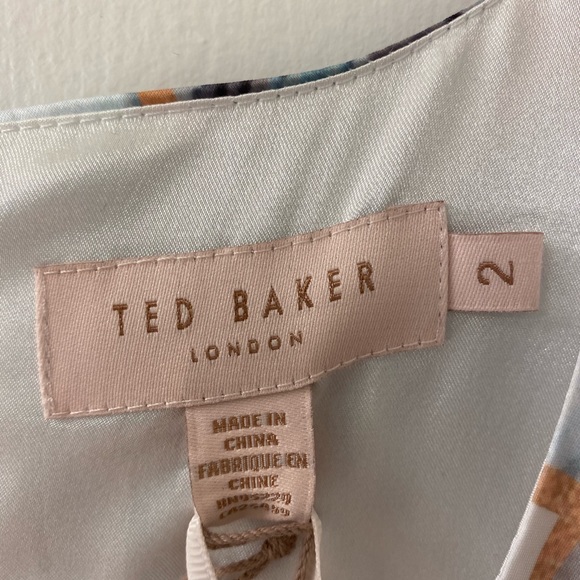 TED BAKER
LONDON
2
MADE IN
CHINA
FABRIQUE EN
CHINE